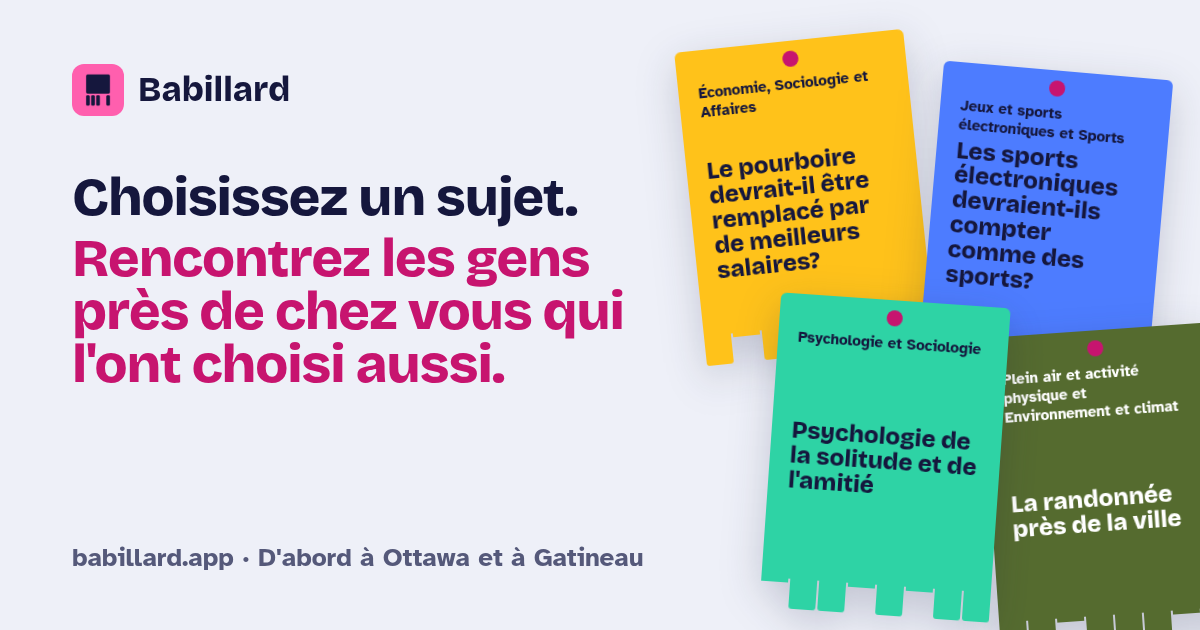 Babillard
Choisissez un sujet.
Rencontrez les gens
près de chez vous qui
l'ont choisi aussi.
babillard.app · D'abord à Ottawa et à Gatineau
Économie, Sociologie et
Affaires
Le pourboire
devrait-il être
remplacé par
de meilleurs
salaires?
Jeux et sports
électroniques et Sports
Les sports
électroniques
devraient-ils
compter
comme des
sports?
Psychologie et Sociologie
Psychologie de
la solitude et de
l'amitié
Plein air et activité
physique et
Environnement et climat
La randonnée
près de la ville